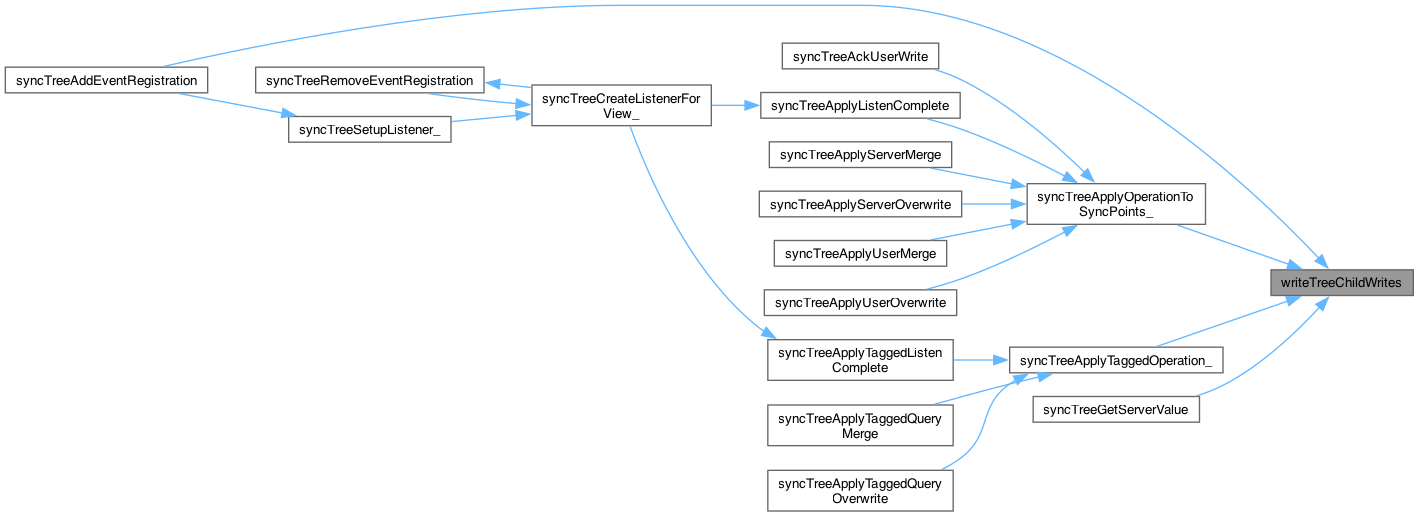 syncTreeAddEventRegistration
syncTreeRemoveEventRegistration
syncTreeSetupListener_
syncTreeCreateListenerFor
View_
syncTreeAckUserWrite
syncTreeApplyListenComplete
syncTreeApplyServerMerge
syncTreeApplyServerOverwrite
syncTreeApplyUserMerge
syncTreeApplyUserOverwrite
syncTreeApplyTaggedListen
Complete
syncTreeApplyTaggedQuery
Merge
syncTreeApplyTaggedQuery
Overwrite
syncTreeApplyOperationTo
SyncPoints_
syncTreeApplyTaggedOperation_
syncTreeGetServerValue
writeTreeChildWrites